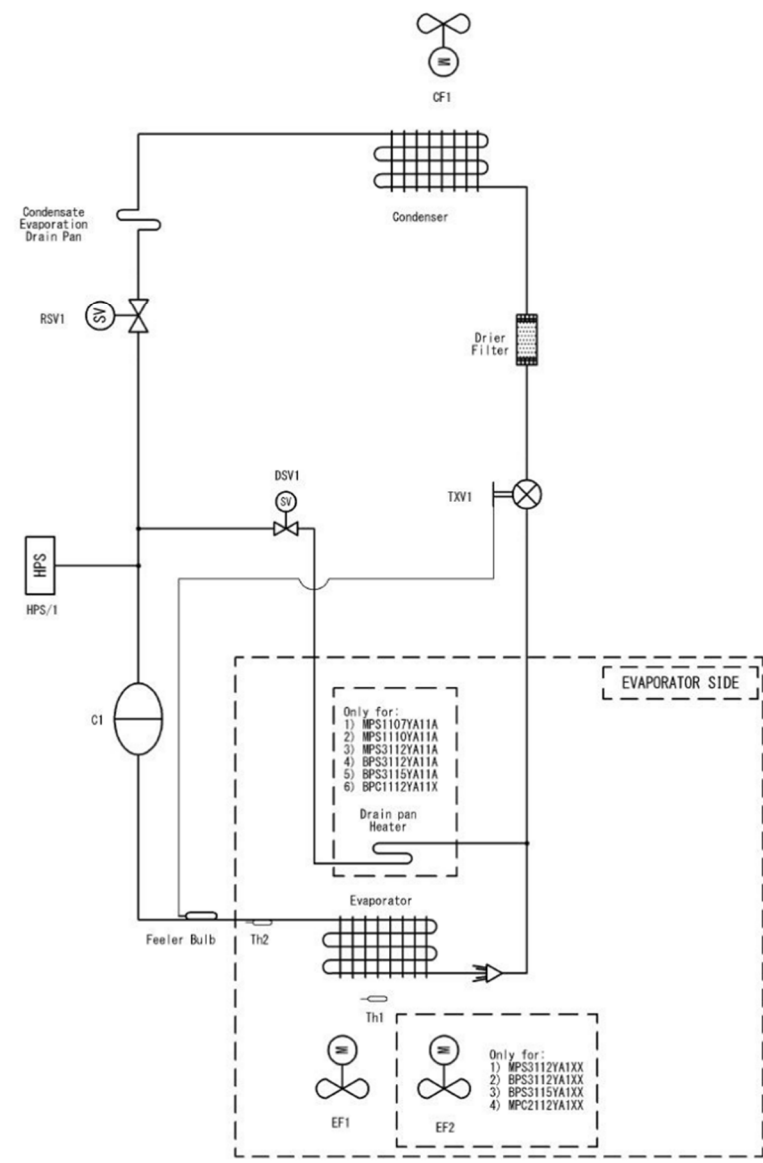 M
CF1
Condenser
Condensate
Evaporation
Drain Pan
SV
RSV1
Drier
Filter
DSV1
SV
TXV1
HPS
HPS/1
C1
EVAPORATOR SIDE
Only for:
1) MPS1107YA11A
2) MPS1110YA11A
3) MPS3112YA11A
4) BPS3112YA11A
5) BPS3115YA11A
6) BPC1112YA11X
Drain pan
Heater
Evaporator
Feeler Bulb
Th2
Th1
M
EF1
M
EF2
Only for:
1) MPS3112YA1XX
2) BPS3112YA1XX
3) BPS3115YA1XX
4) MPC2112YA1XX